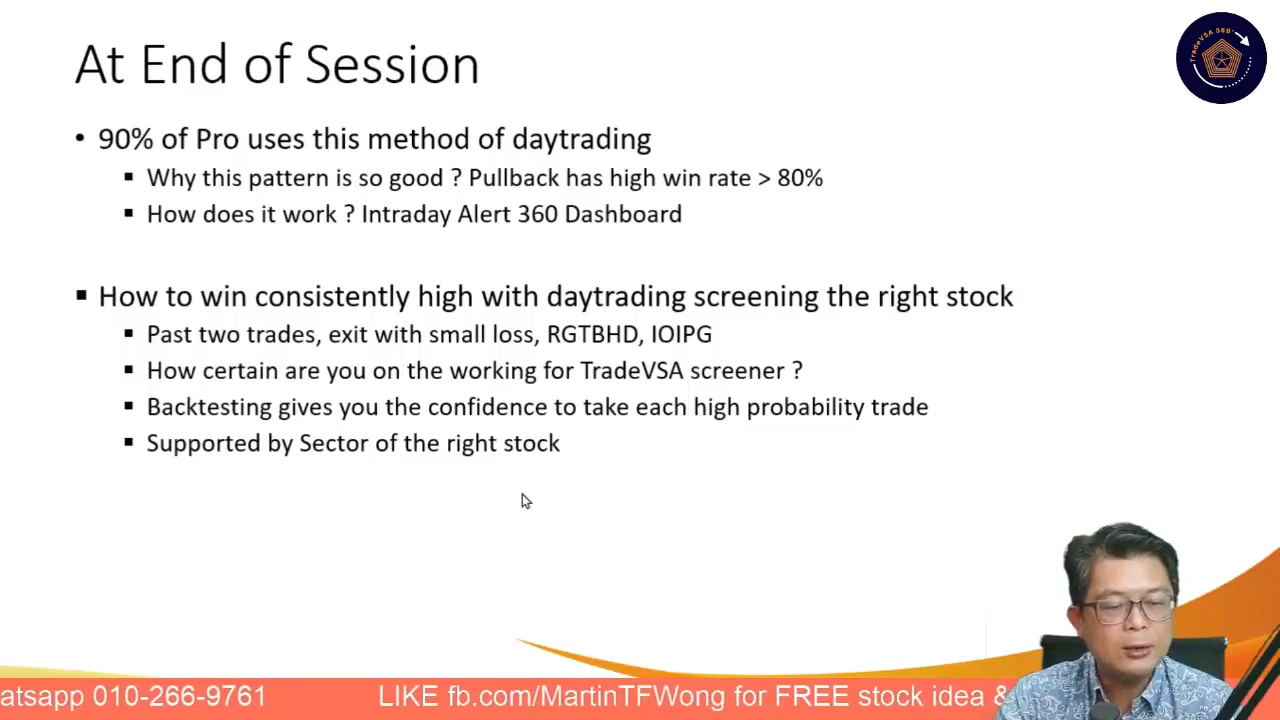 At End of Session
TradeVSA 360°
• 90% of Pro uses this method of daytrading
▪ Why this pattern is so good ? Pullback has high win rate > 80%
▪ How does it work ? Intraday Alert 360 Dashboard
▪ How to win consistently high with daytrading screening the right stock
▪ Past two trades, exit with small loss, RGTBHD, IOIPG
▪ How certain are you on the working for TradeVSA screener ?
▪ Backtesting gives you the confidence to take each high probability trade
▪ Supported by Sector of the right stock
atsapp 010-266-9761 LIKE fb.com/MartinTFWong for FREE stock idea &